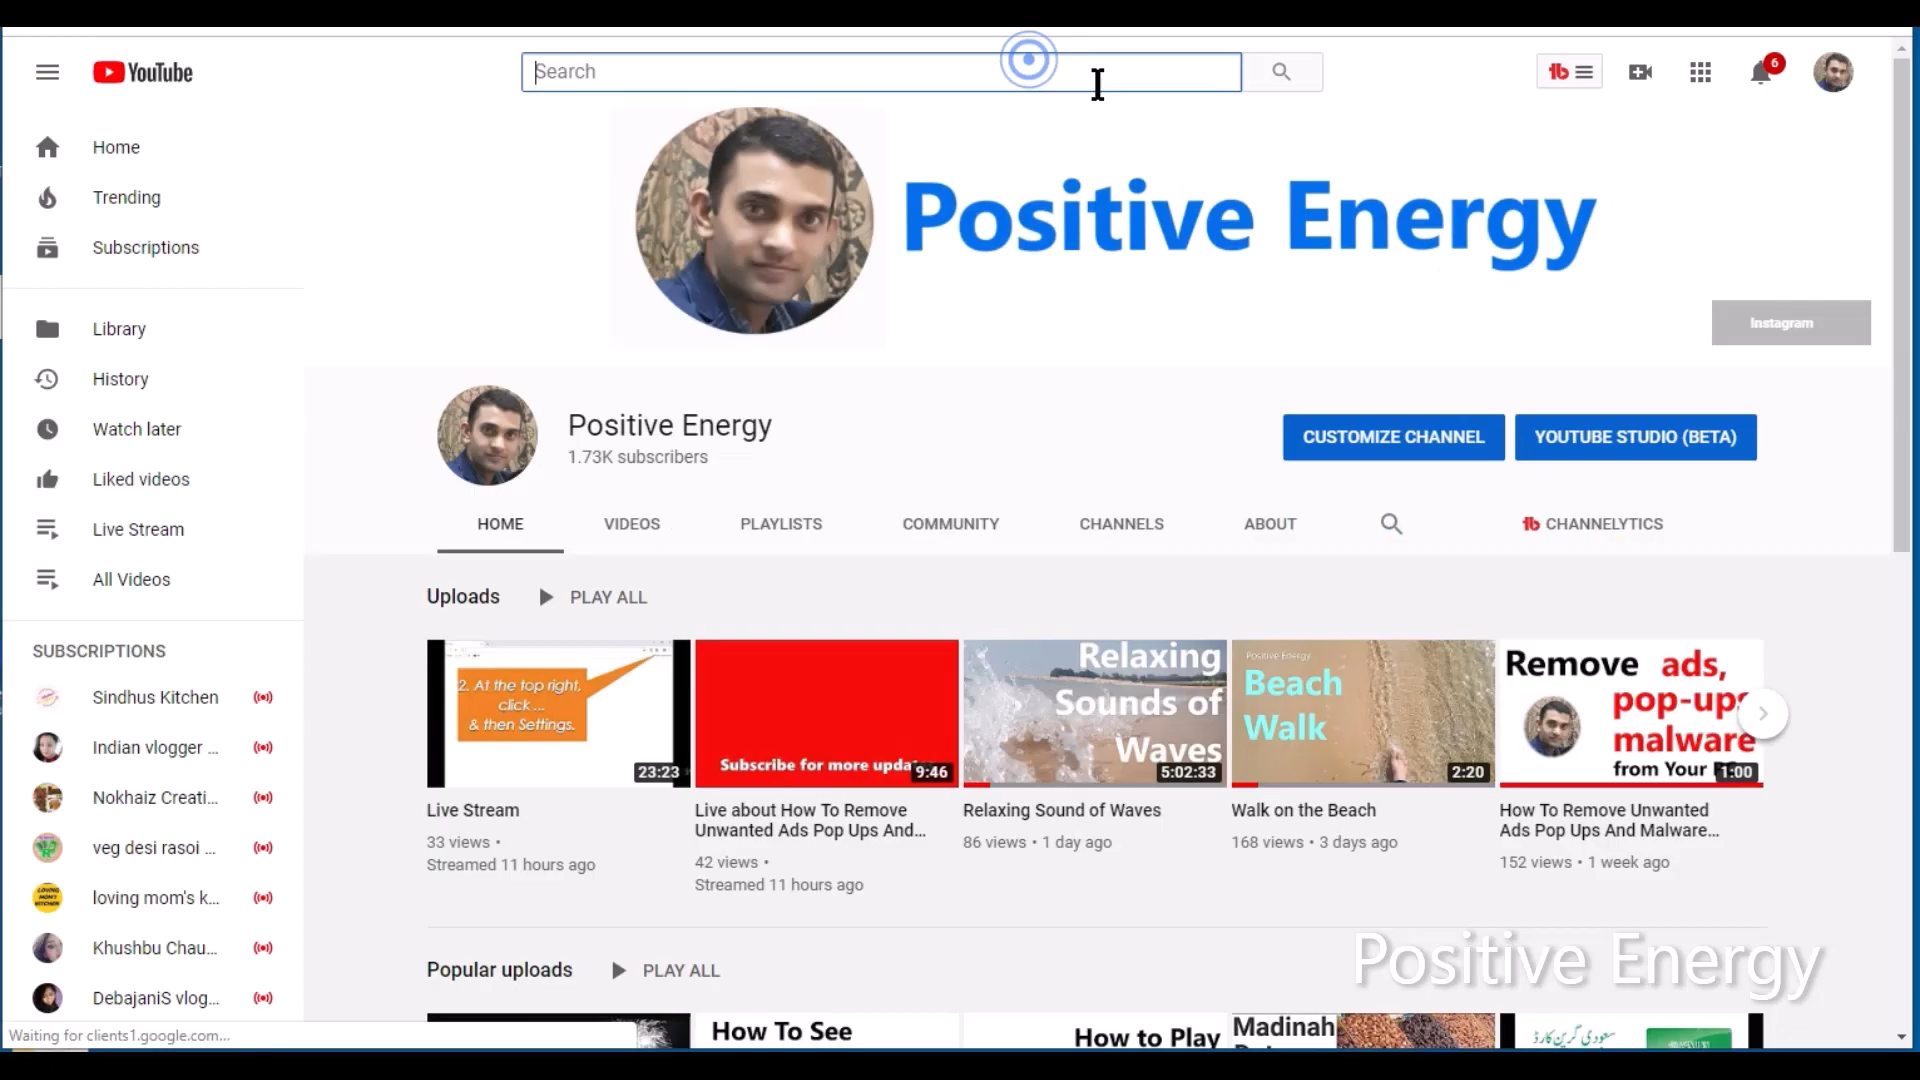 YouTube
Search
6
Home
Trending
Subscriptions
Library
History
Watch later
Liked videos
Live Stream
All Videos
SUBSCRIPTIONS
Sindhus Kitchen
Indian vlogger ...
Nokhaiz Creati...
veg desi rasoi ...
loving mom's k...
Khushbu Chau...
DebajaniS vlog...
Waiting for clients1.google.com...
Positive Energy
Instagram
Positive Energy
1.73K subscribers
CUSTOMIZE CHANNEL
YOUTUBE STUDIO (BETA)
HOME VIDEOS PLAYLISTS COMMUNITY CHANNELS ABOUT CHANNELYTICS
Uploads PLAY ALL
2. At the top right,
click ...
& then Settings.
23:23
Live Stream
33 views •
Streamed 11 hours ago
Subscribe for more
9:46
Live about How To Remove
Unwanted Ads Pop Ups And...
42 views •
Streamed 11 hours ago
Relaxing
Sounds of
Waves
5:02:33
Relaxing Sound of Waves
86 views • 1 day ago
Positive Energy
Beach
Walk
2:20
Walk on the Beach
168 views • 3 days ago
Remove ads,
pop-ups
malware
from Your
1:00
How To Remove Unwanted
Ads Pop Ups And Malware...
152 views • 1 week ago
Popular uploads PLAY ALL
Positive Energy
How To See
How to Play
Madinah
سعودی گرین کارڈ